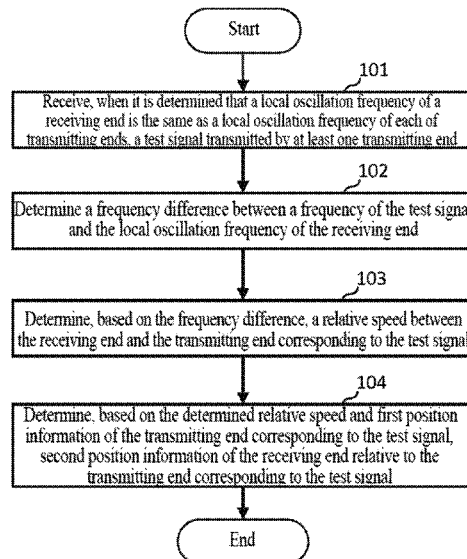 Start
101
Receive, when it is determined that a local oscillation frequency of a
receiving end is the same as a local oscillation frequency of each of
transmitting ends, a test signal transmitted by at least one transmitting end
102
Determine a frequency difference between a frequency of the test signal
and the local oscillation frequency of the receiving end
103
Determine, based on the frequency difference, a relative speed between
the receiving end and the transmitting end corresponding to the test signal
104
Determine, based on the determined relative speed and first position
information of the transmitting end corresponding to the test signal,
second position information of the receiving end relative to the
transmitting end corresponding to the test signal
End